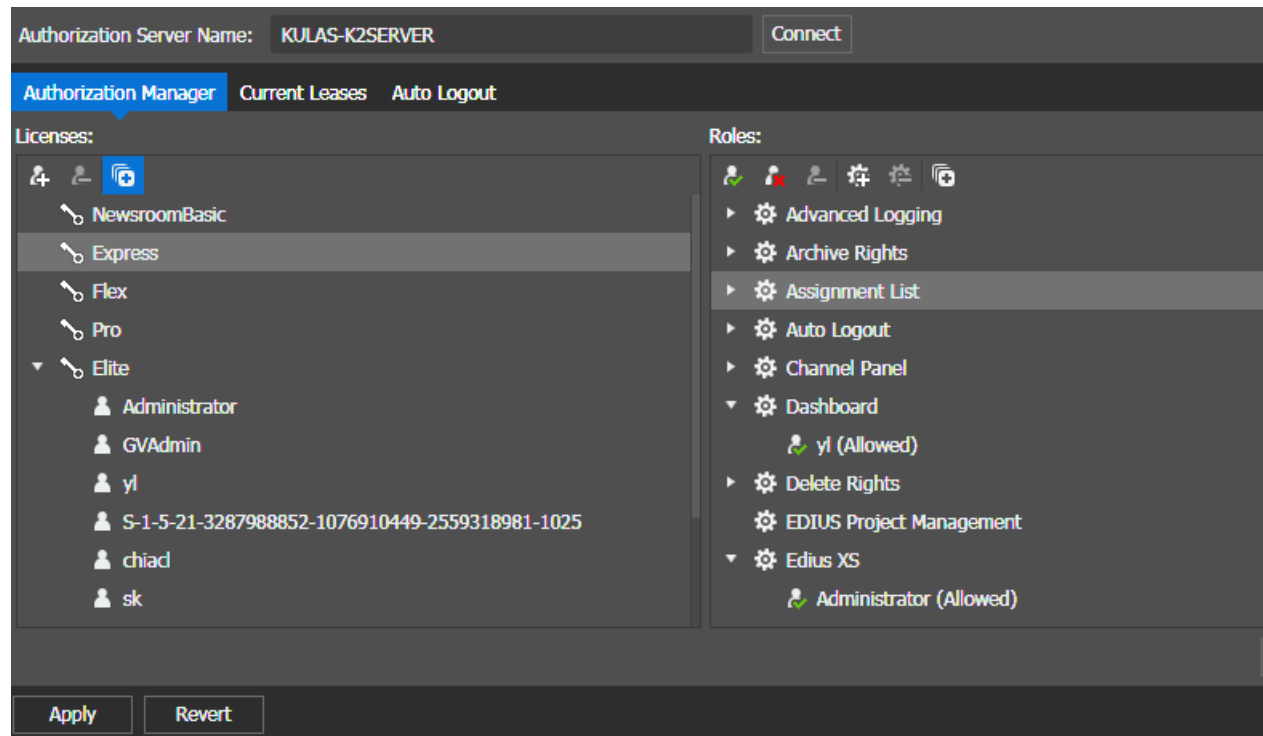 Authorization Server Name: KULAS-K2SERVER Connect
Authorization Manager Current Leases Auto Logout
Licenses:
NewsroomBasic
Express
Flex
Pro
Elite
Administrator
GVAdmin
yl
S-1-5-21-3287988852-1076910449-2559318981-1025
chiacl
sk
Roles:
Advanced Logging
Archive Rights
Assignment List
Auto Logout
Channel Panel
Dashboard
yl (Allowed)
Delete Rights
EDIUS Project Management
Edius XS
Administrator (Allowed)
Apply Revert